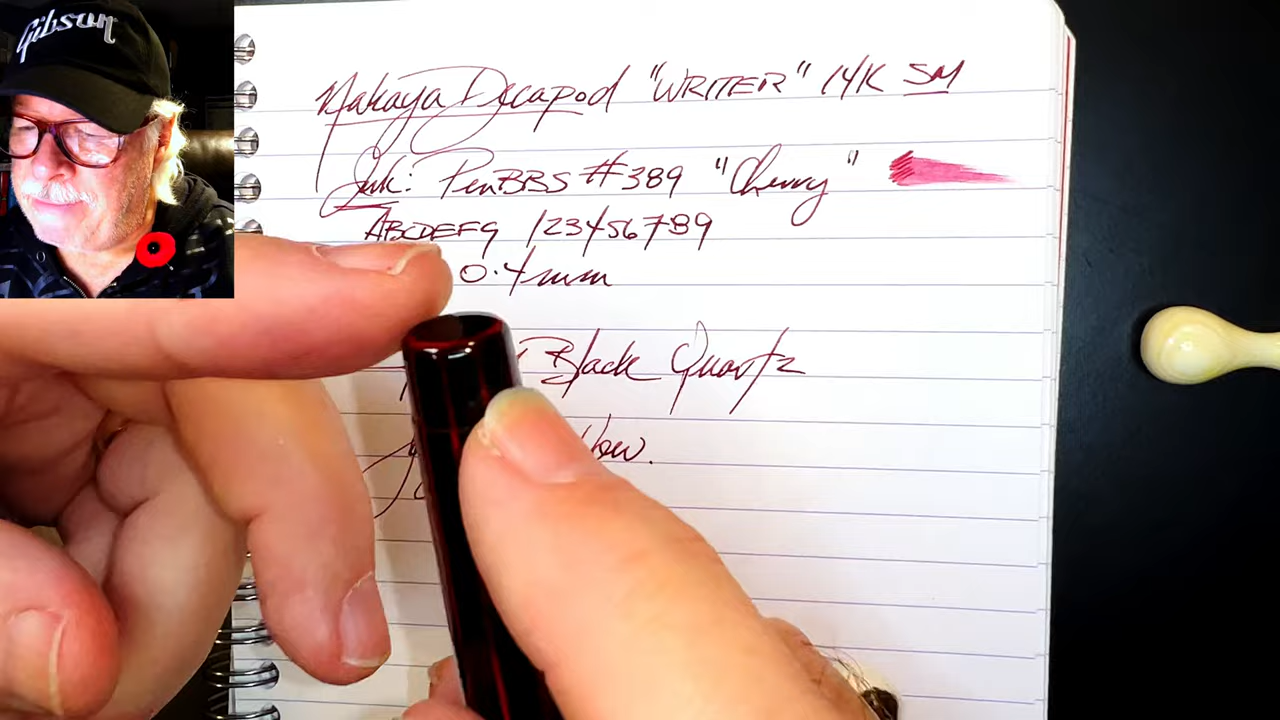 Gibson
Nakaya Decapod "WRITER" 14K SM
Ink: PenBBS #389 "Cherry"
ABCDEFG 123456789
0.4mm
Black Quartz